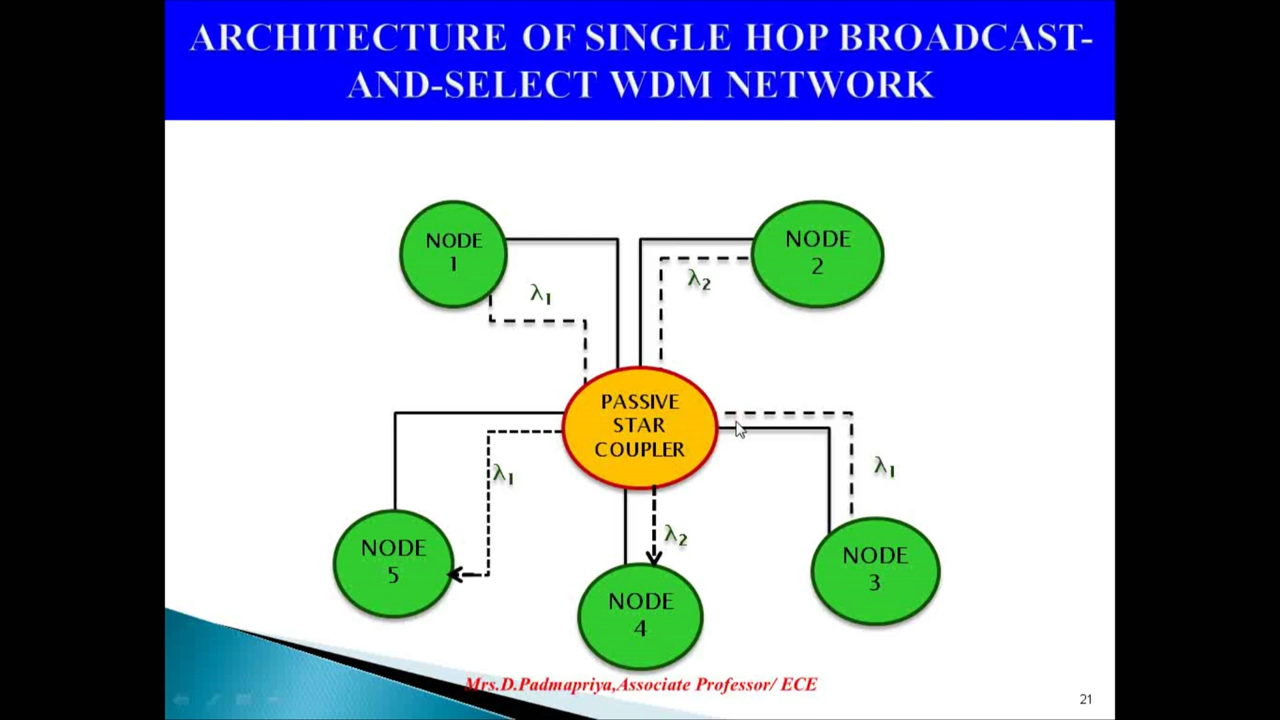 ARCHITECTURE OF SINGLE HOP BROADCAST-
AND-SELECT WDM NETWORK
NODE
1
NODE
2
λ1
λ2
PASSIVE
STAR
COUPLER
λ1
λ1
λ2
NODE
5
NODE
4
NODE
3
Mrs.D.Padmapriya,Associate Professor/ ECE
21